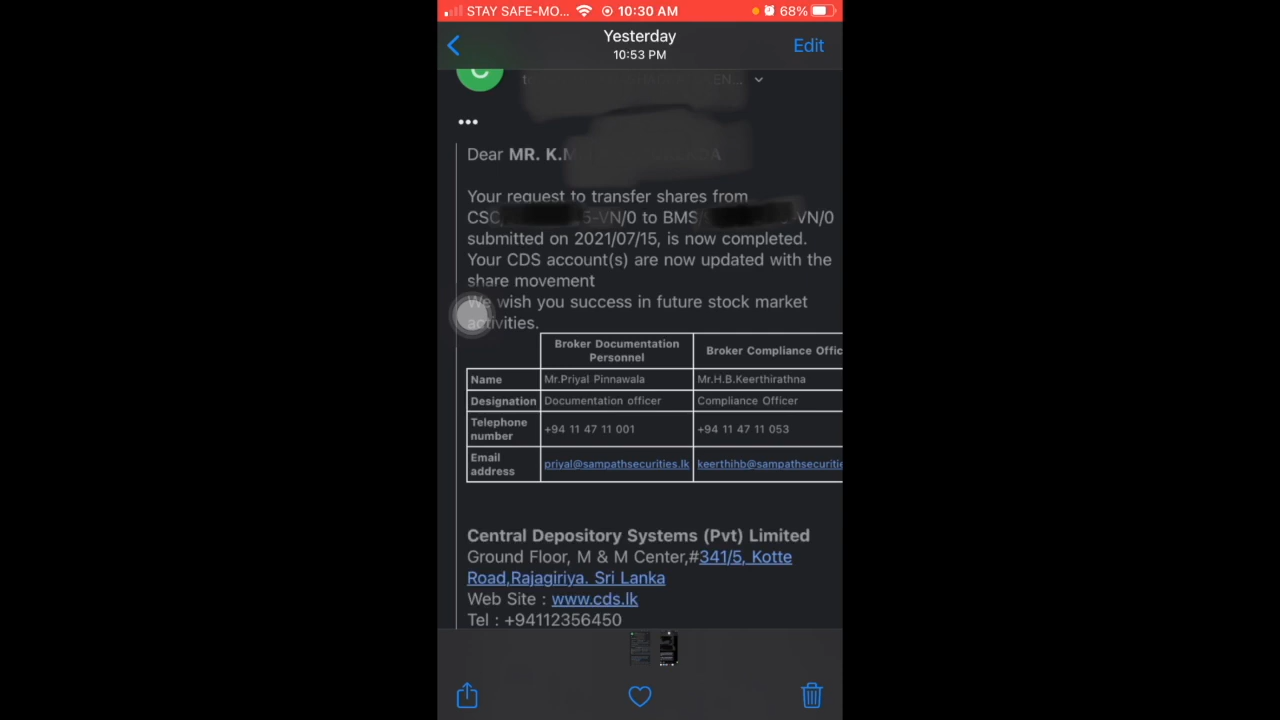 STAY SAFE-MO... 10:30 AM 68%
Yesterday
10:53 PM
Edit
C
EN...
•••
Dear MR. K.M
Your request to transfer shares from
CSC 5-VN/0 to BMS/ -VN/0
submitted on 2021/07/15, is now completed.
Your CDS account(s) are now updated with the
share movement
We wish you success in future stock market
activities.
Broker Documentation Personnel Broker Compliance Offic
Name Mr.Priyal Pinnawala Mr.H.B.Keerthirathna
Designation Documentation officer Compliance Officer
Telephone number +94 11 47 11 001 +94 11 47 11 053
Email address priyal@sampathsecurities.lk keerthihb@sampathsecuritie
Central Depository Systems (Pvt) Limited
Ground Floor, M & M Center,#341/5, Kotte
Road,Rajagiriya. Sri Lanka
Web Site : www.cds.lk
Tel : +94112356450